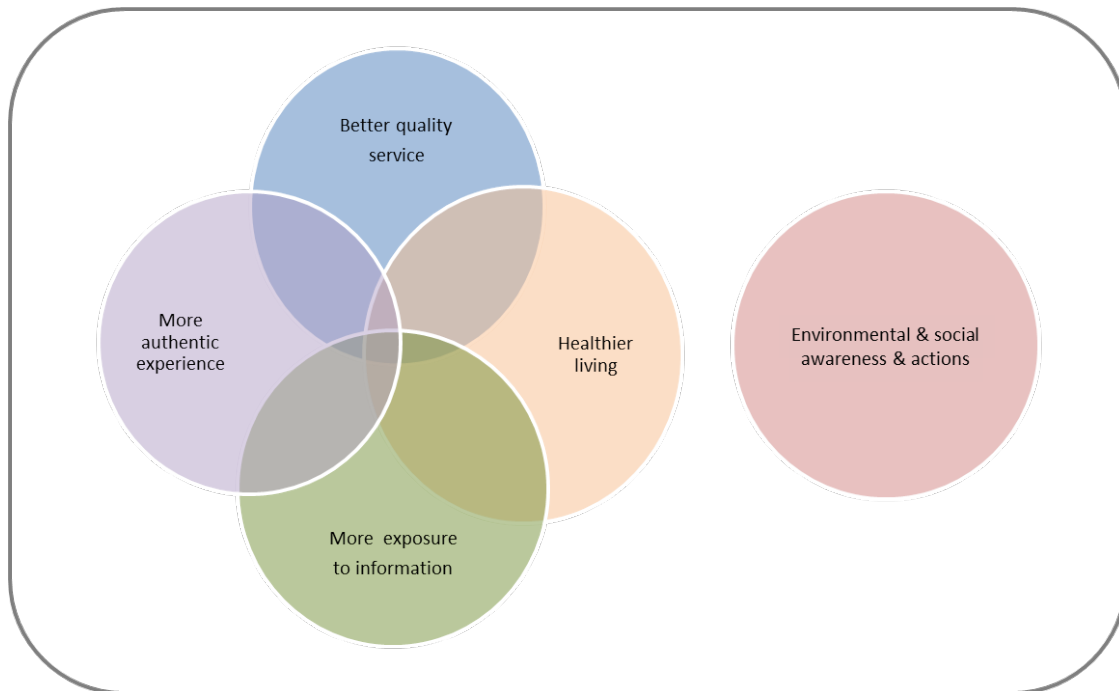 Better quality
service
More
authentic
experience
Healthier
living
Environmental & social
awareness & actions
More exposure
to information